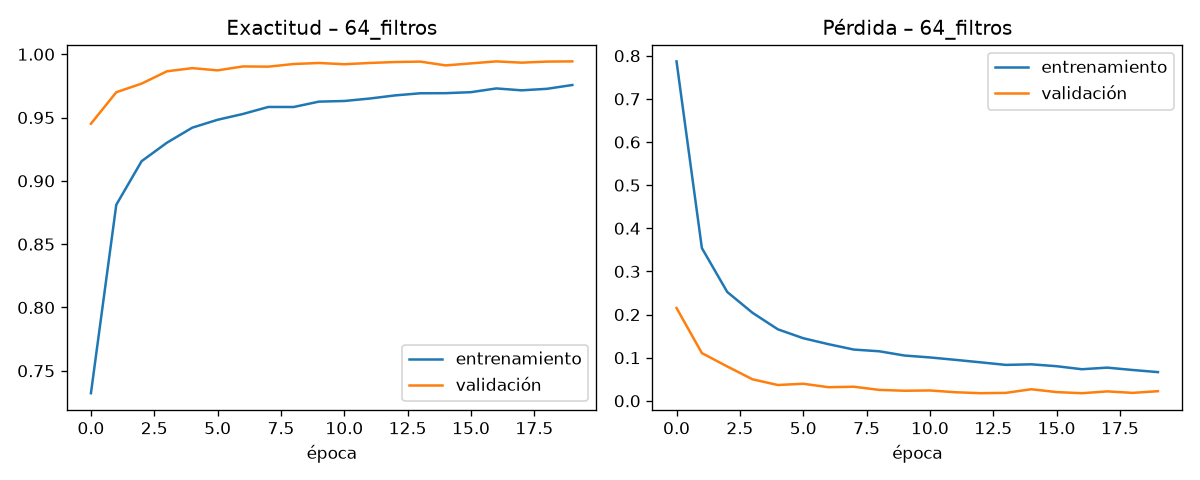 Exactitud – 64_filtros
1.00
0.95
0.90
0.85
0.80
0.75
0.0 2.5 5.0 7.5 10.0 12.5 15.0 17.5
época
entrenamiento
validación
Pérdida – 64_filtros
0.8
0.7
0.6
0.5
0.4
0.3
0.2
0.1
0.0
0.0 2.5 5.0 7.5 10.0 12.5 15.0 17.5
época
entrenamiento
validación